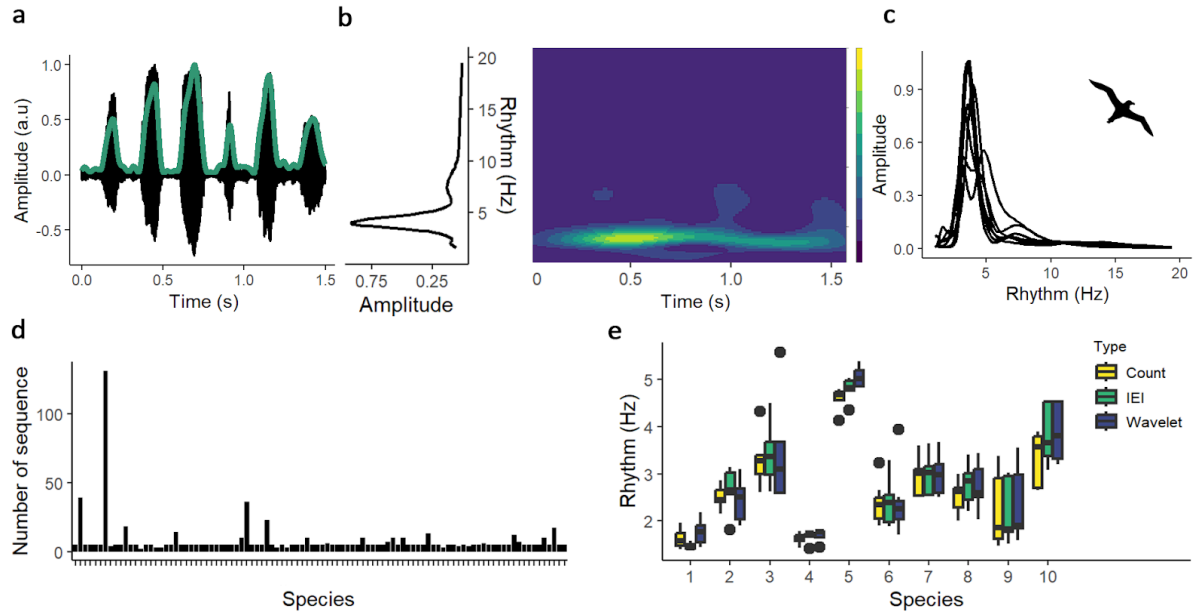 a
Amplitude (a.u)
1.0
0.5
0.0
-0.5
0.0
0.5
1.0
1.5
Time (s)
b
20
15
10
5
Rhythm (Hz)
0.75
0.25
Amplitude
0
0.5
1.0
1.5
Time (s)
c
Amplitude
0.9
0.6
0.3
0.0
5
10
15
20
Rhythm (Hz)
d
Number of sequence
100
50
0
Species
e
Rhythm (Hz)
5
4
3
2
1
2
3
4
5
6
7
8
9
10
Species
Type
Count
IEI
Wavelet